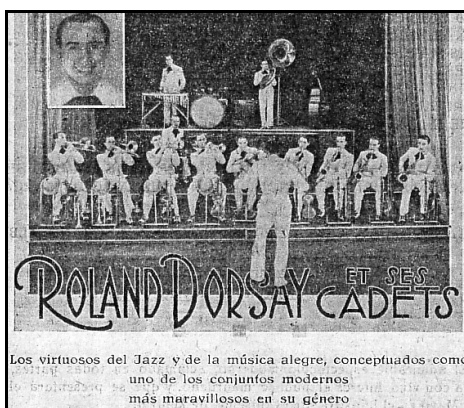 ROLAND DORSAY ET SES CADETS
Los virtuosos del Jazz y de la música alegre, conceptuados como
uno de los conjuntos modernos
más maravillosos en su género